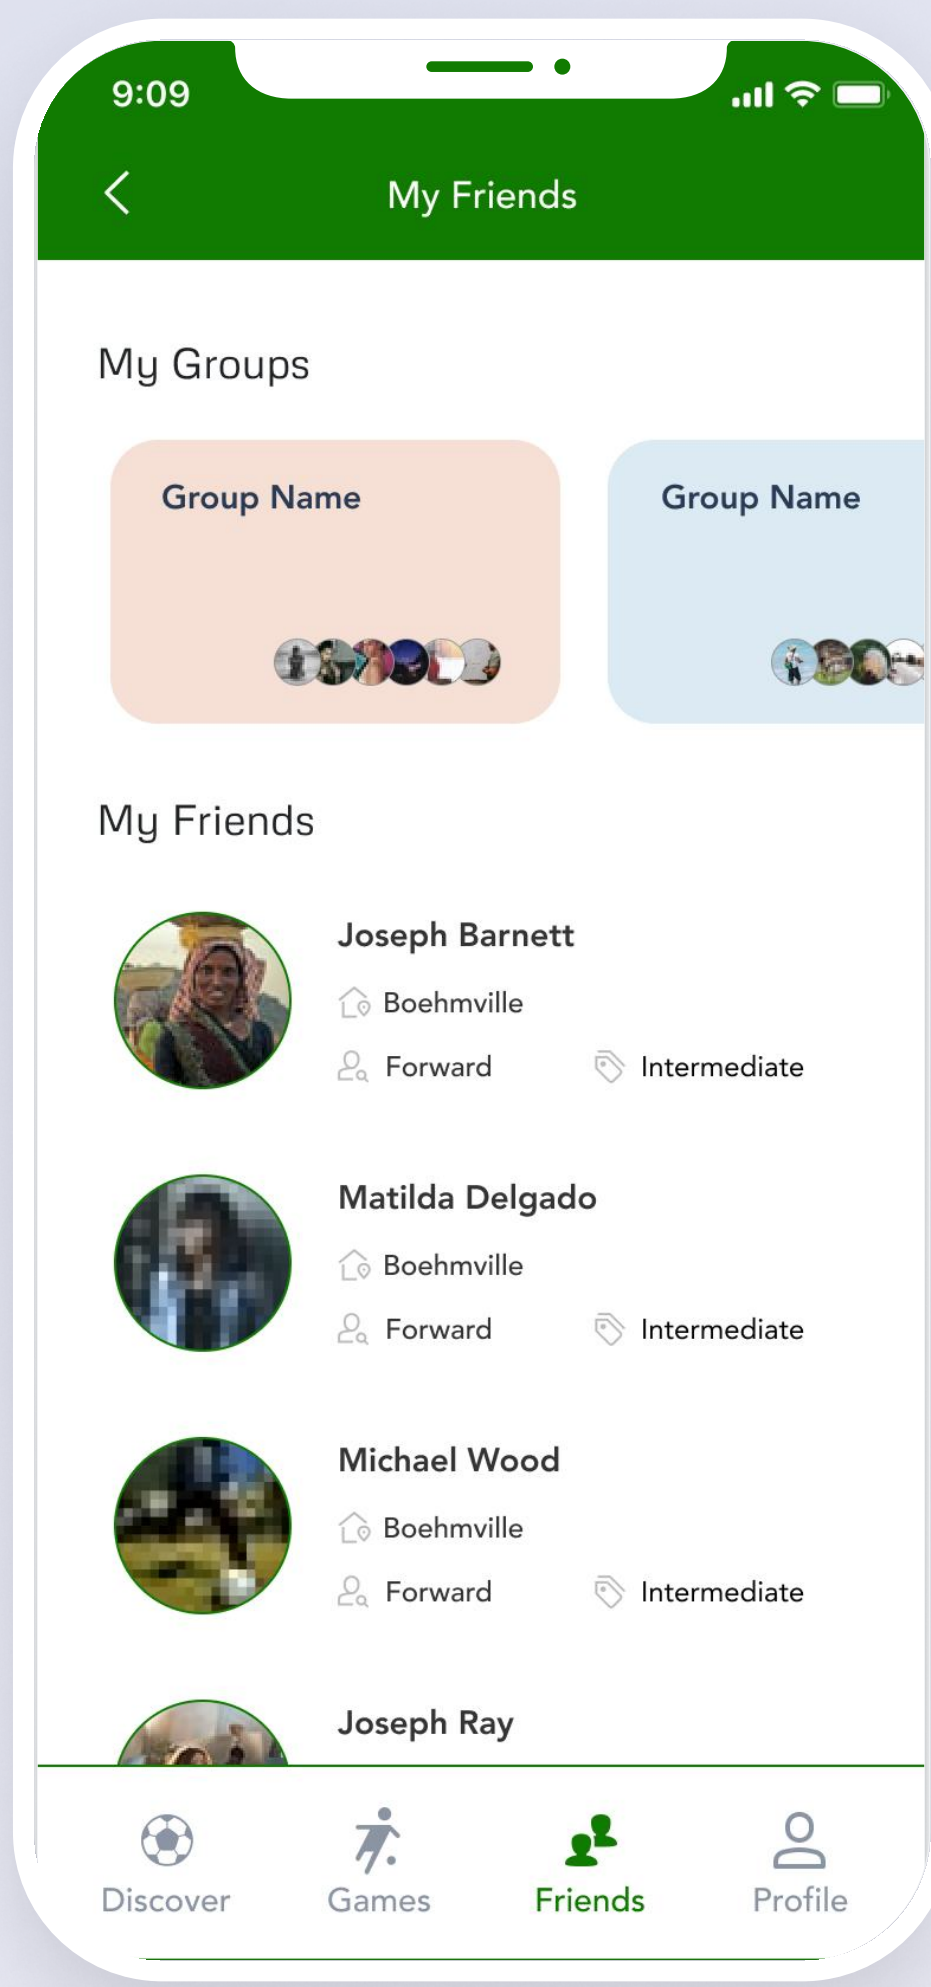 9:09
My Friends
My Groups
Group Name
Group Name
My Friends
Joseph Barnett
Boehmville
Forward Intermediate
Matilda Delgado
Boehmville
Forward Intermediate
Michael Wood
Boehmville
Forward Intermediate
Joseph Ray
Discover Games Friends Profile